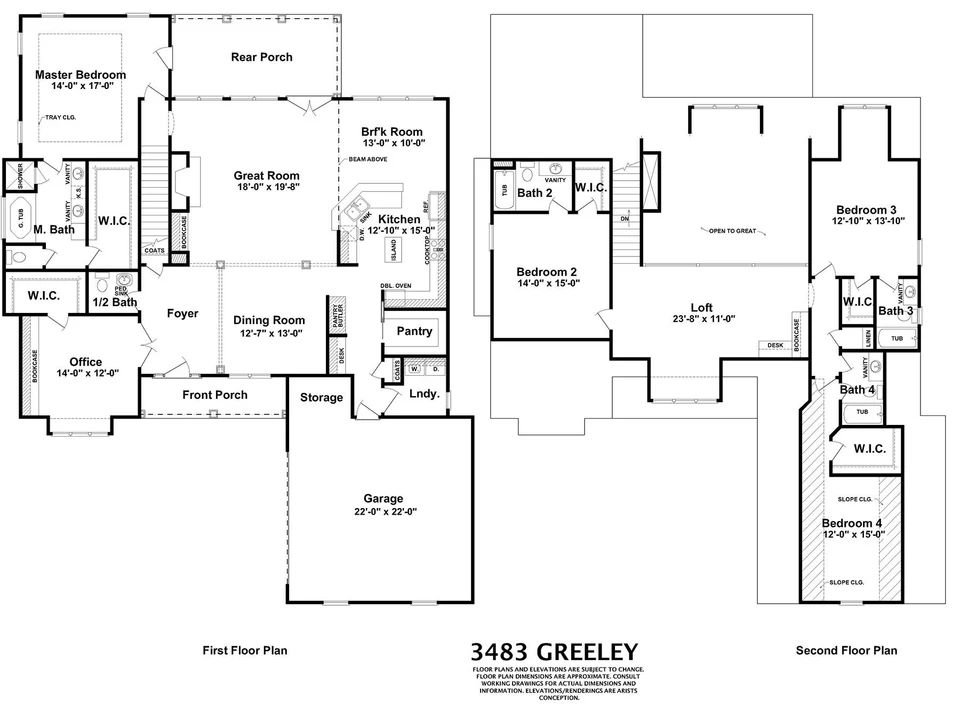 Master Bedroom
14'-0" x 17'-0"
TRAY CLG.
Rear Porch
SHOWER
VANITY
K.S.
VANITY
G. TUB
M. Bath
W.I.C.
COATS
BOOKCASE
Great Room
18'-0" x 19'-8"
BEAM ABOVE
Brf'k Room
13'-0" x 10'-0"
Kitchen
12'-10" x 15'-0"
SINK
D.W.
ISLAND
REF.
COOKTOP
DBL. OVEN
W.I.C.
PED.
SINK
1/2 Bath
Foyer
Dining Room
12'-7" x 13'-0"
PANTRY
BUTLER
DESK
Pantry
Office
14'-0" x 12'-0"
BOOKCASE
COATS
W.
D.
Lndy.
Front Porch
Storage
Garage
22'-0" x 22'-0"
First Floor Plan
TUB
VANITY
Bath 2
W.I.C.
DN
OPEN TO GREAT
Bedroom 3
12'-10" x 13'-10"
Bedroom 2
14'-0" x 15'-0"
Loft
23'-8" x 11'-0"
BOOKCASE
DESK
W.I.C
VANITY
Bath 3
TUB
LINEN
VANITY
Bath 4
TUB
W.I.C.
SLOPE CLG.
Bedroom 4
12'-0" x 15'-0"
SLOPE CLG.
Second Floor Plan
3483 GREELEY
FLOOR PLANS AND ELEVATIONS ARE SUBJECT TO CHANGE.
FLOOR PLAN DIMENSIONS ARE APPROXIMATE. CONSULT
WORKING DRAWINGS FOR ACTUAL DIMENSIONS AND
INFORMATION. ELEVATIONS/RENDERINGS ARE ARISTS
CONCEPTION.